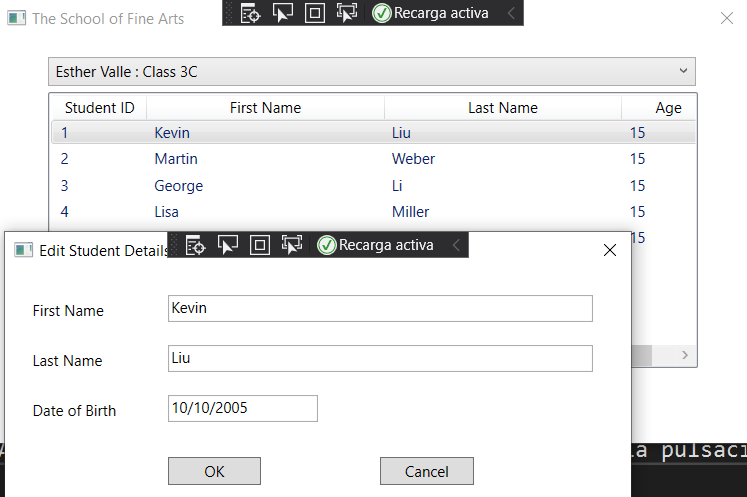 The School of Fine Arts
Recarga activa
Esther Valle : Class 3C
Student ID First Name Last Name Age
1 Kevin Liu 15
2 Martin Weber 15
3 George Li 15
4 Lisa Miller 15
15
Edit Student Details
Recarga activa
First Name Kevin
Last Name Liu
Date of Birth 10/10/2005
OK Cancel
la pulsaci